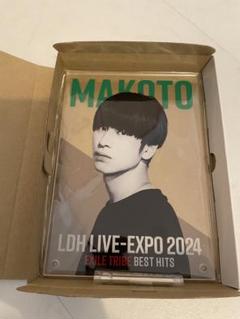 MAKOTO
LDH LIVE-EXPO 2024
EXILE TRIBE BEST HITS